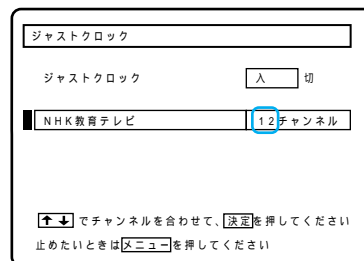 ジャストクロック
ジャストクロック 入 切
NHK教育テレビ 12チャンネル
↑↓でチャンネルを合わせて、決定を押してください
止めたいときはメニューを押してください